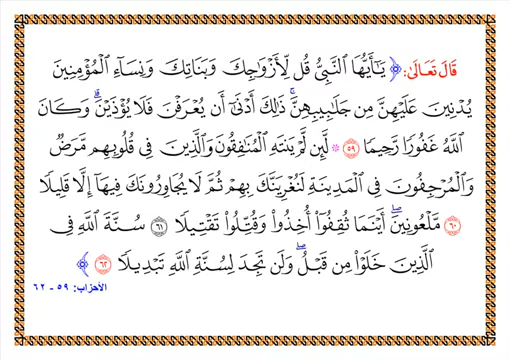 قَالَ تَعَالَى: ﴿ يَـٰٓأَيُّهَا ٱلنَّبِىُّ قُل لِّأَزْوَٰجِكَ وَبَنَاتِكَ وَنِسَآءِ ٱلْمُؤْمِنِينَ
يُدْنِينَ عَلَيْهِنَّ مِن جَلَـٰبِيبِهِنَّ ۚ ذَٰلِكَ أَدْنَىٰٓ أَن يُعْرَفْنَ فَلَا يُؤْذَيْنَ ۗ وَكَانَ
ٱللَّهُ غَفُورًا رَّحِيمًا ٥٩ ۞ لَّئِن لَّمْ يَنتَهِ ٱلْمُنَـٰفِقُونَ وَٱلَّذِينَ فِى قُلُوبِهِم مَّرَضٌ
وَٱلْمُرْجِفُونَ فِى ٱلْمَدِينَةِ لَنُغْرِيَنَّكَ بِهِمْ ثُمَّ لَا يُجَاوِرُونَكَ فِيهَآ إِلَّا قَلِيلًا
٦٠ مَّلْعُونِينَ ۖ أَيْنَمَا ثُقِفُوٓا۟ أُخِذُوا۟ وَقُتِّلُوا۟ تَقْتِيلًا ٦١ سُنَّةَ ٱللَّهِ فِى
ٱلَّذِينَ خَلَوْا۟ مِن قَبْلُ ۖ وَلَن تَجِدَ لِسُنَّةِ ٱللَّهِ تَبْدِيلًا ٦٢ ﴾
الأحزاب: ٥٩ - ٦٢